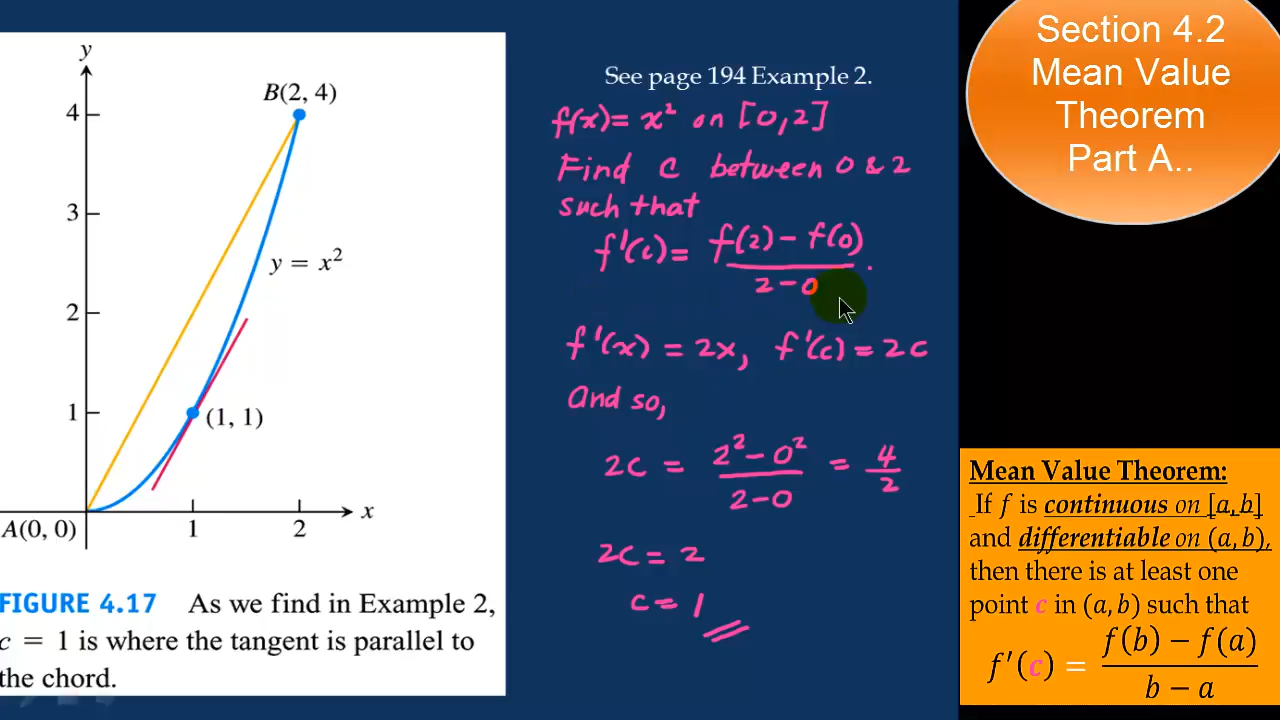 y
B(2, 4)
4
3
y = x²
2
1
(1, 1)
1
2
x
A(0, 0)
FIGURE 4.17 As we find in Example 2,
c = 1 is where the tangent is parallel to
the chord.
See page 194 Example 2.
f(x) = x² on [0, 2]
Find c between 0 & 2
such that
f'(c) = (f(2) - f(0)) / (2 - 0).
f'(x) = 2x, f'(c) = 2c
And so,
2c = (2² - 0²) / (2 - 0) = 4/2
2c = 2
c = 1
Section 4.2
Mean Value
Theorem
Part A..
Mean Value Theorem:
If f is continuous on [a, b]
and differentiable on (a, b),
then there is at least one
point c in (a, b) such that
f'(c) = (f(b) − f(a)) / (b − a)